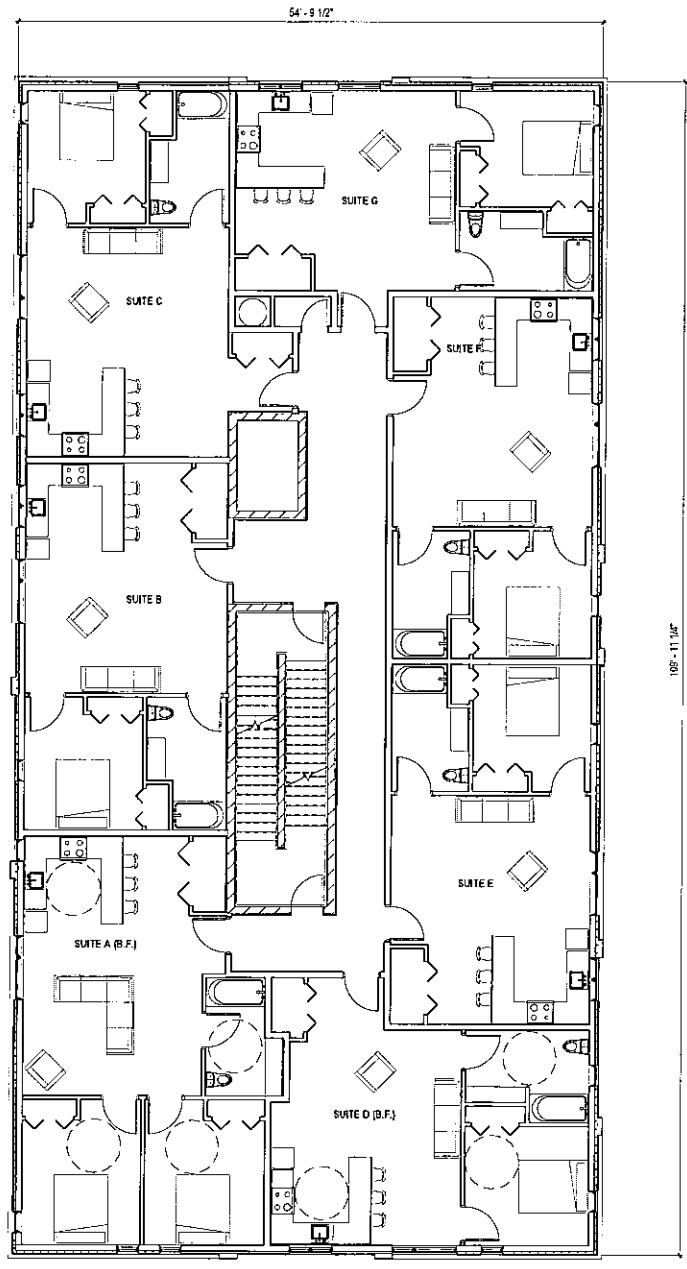 54' - 9 1/2"
SUITE G
SUITE C
SUITE F
SUITE B
109' - 11 1/4"
SUITE E
SUITE A (B.F.)
SUITE D (B.F.)